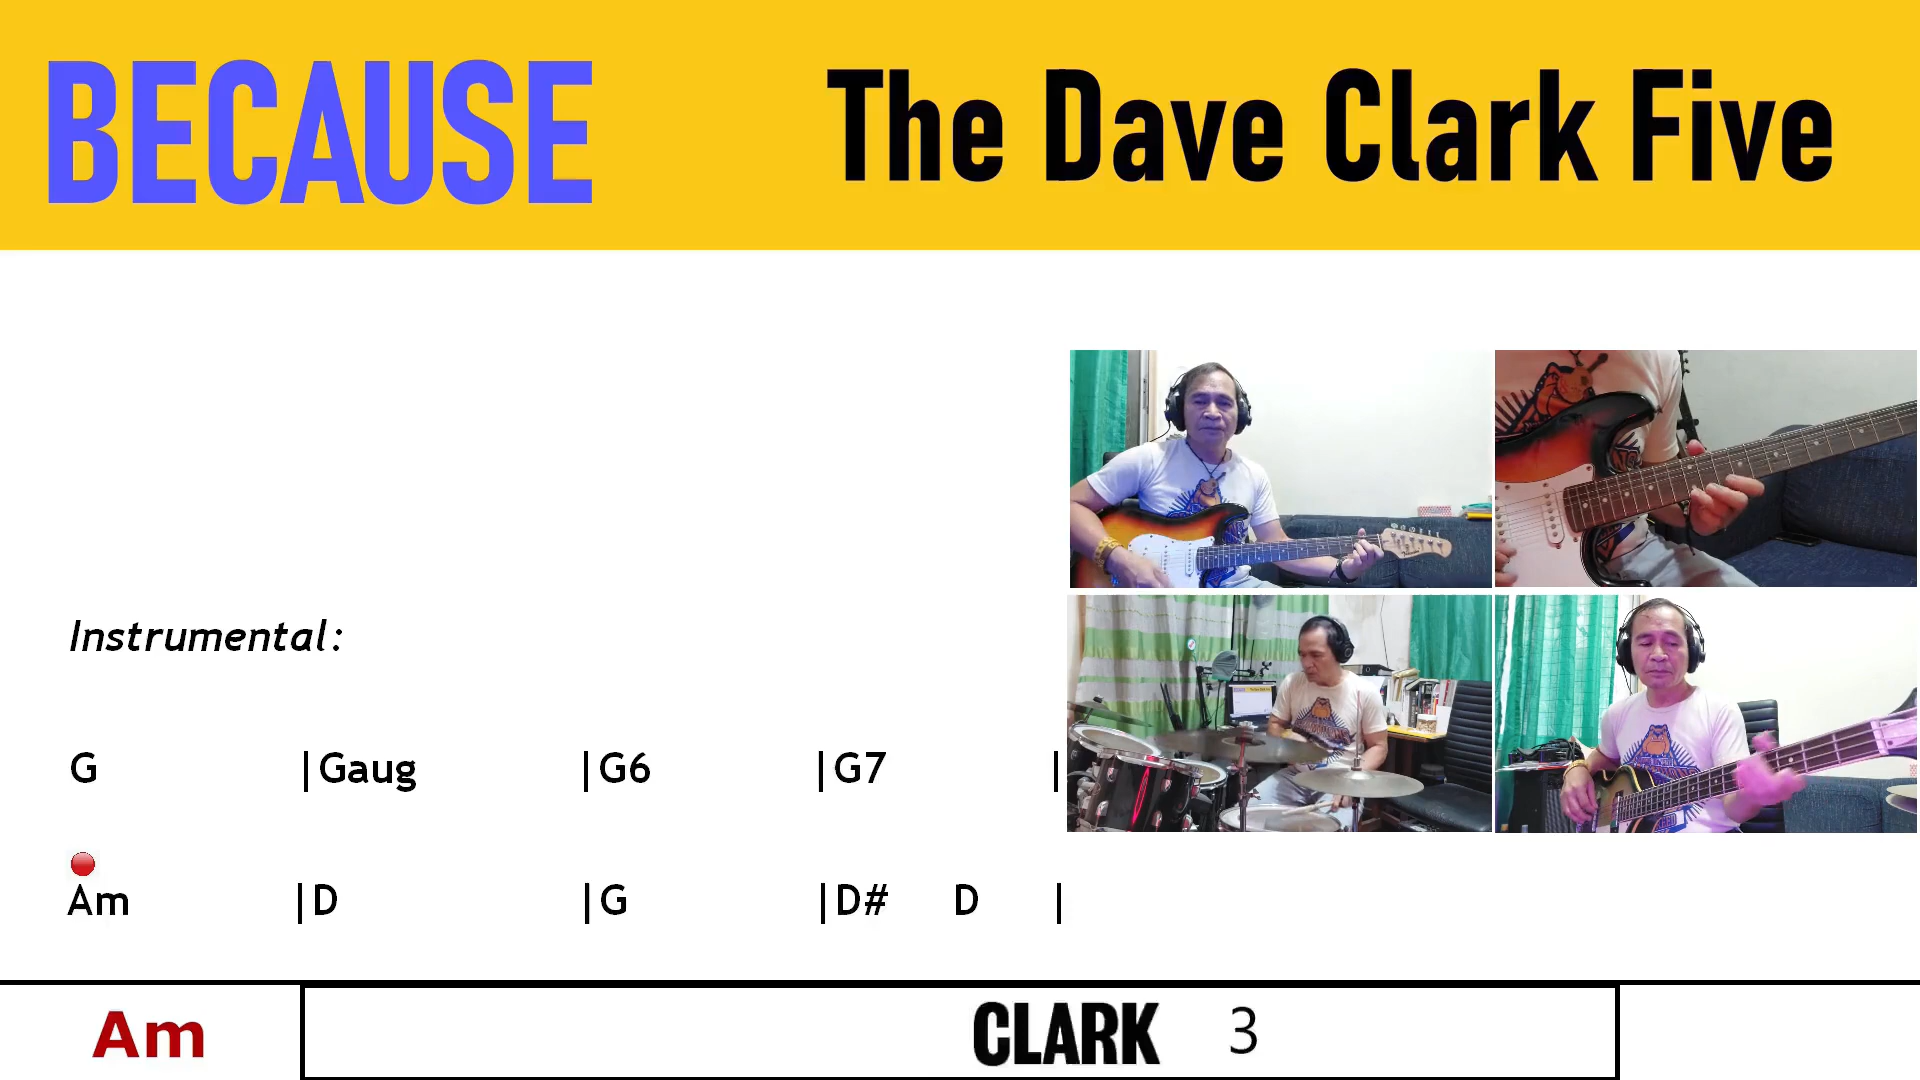 BECAUSE The Dave Clark Five
Instrumental:
G |Gaug |G6 |G7 |
Am |D |G |D# D |
Am CLARK 3